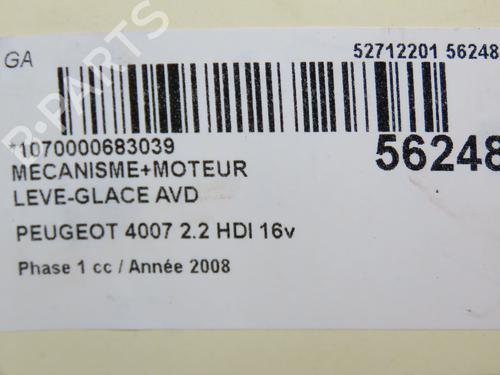 GA
52712201 56248
*1070000683039
56248
MECANISME+MOTEUR
LEVE-GLACE AVD
PEUGEOT 4007 2.2 HDI 16v
Phase 1 cc / Année 2008
B-PARTS